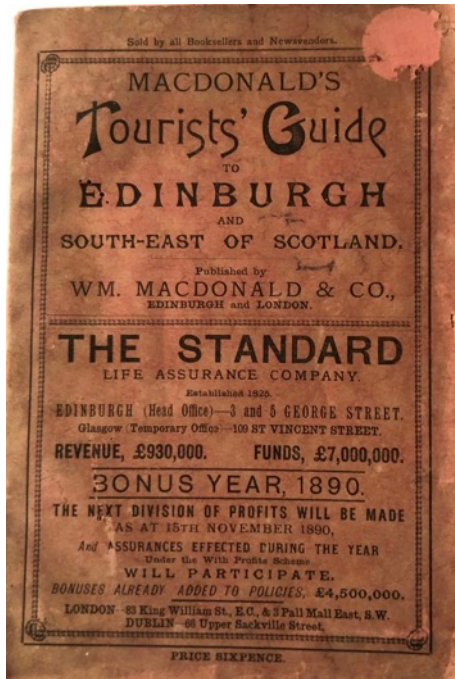 Sold by all Booksellers and Newsvendors.
MACDONALD'S
Tourists' Guide
TO
EDINBURGH
AND
SOUTH-EAST OF SCOTLAND.
Published by
WM. MACDONALD & CO.,
EDINBURGH and LONDON.
THE STANDARD
LIFE ASSURANCE COMPANY.
Established 1825.
EDINBURGH (Head Office)—3 and 5 GEORGE STREET.
Glasgow (Temporary Office)—109 ST VINCENT STREET.
REVENUE, £930,000. FUNDS, £7,000,000.
BONUS YEAR, 1890.
THE NEXT DIVISION OF PROFITS WILL BE MADE
AS AT 15TH NOVEMBER 1890,
And ASSURANCES EFFECTED DURING THE YEAR
Under the With Profits Scheme
WILL PARTICIPATE.
BONUSES ALREADY ADDED TO POLICIES, £4,500,000.
LONDON—83 King William St., E.C., & 3 Pall Mall East, S.W.
DUBLIN—66 Upper Sackville Street.
PRICE SIXPENCE.